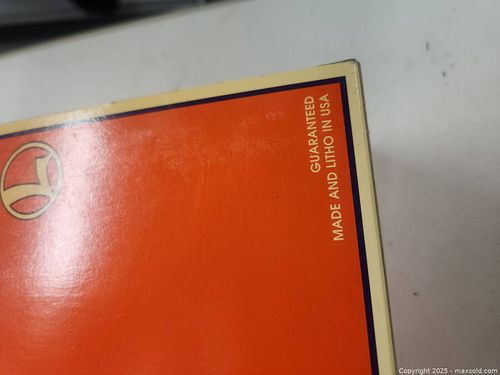 L
GUARANTEED
MADE AND LITHO IN USA
Copyright 2025 - maxsold.com